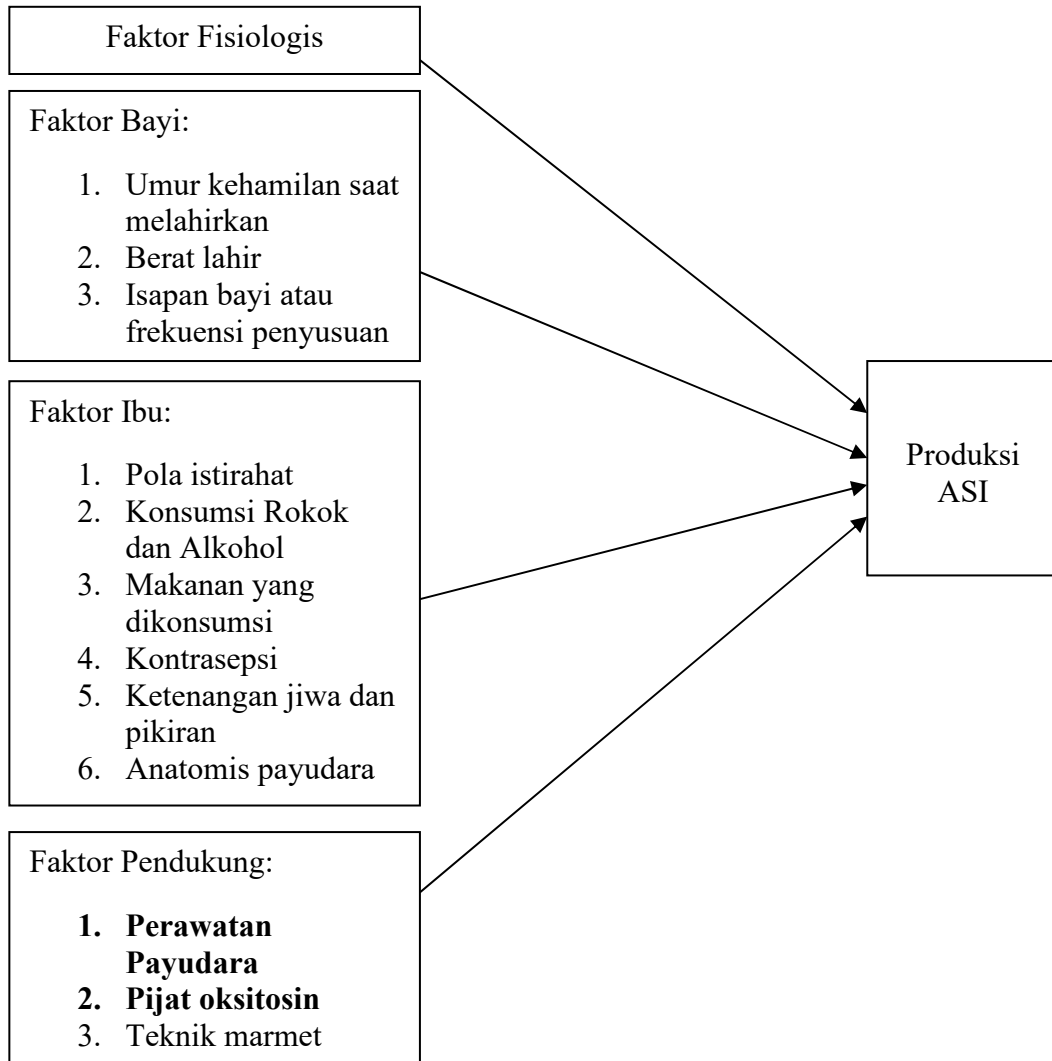 Faktor Fisiologis
Faktor Bayi:
1. Umur kehamilan saat
melahirkan
2. Berat lahir
3. Isapan bayi atau
frekuensi penyusuan
Faktor Ibu:
1. Pola istirahat
2. Konsumsi Rokok
dan Alkohol
3. Makanan yang
dikonsumsi
4. Kontrasepsi
5. Ketenangan jiwa dan
pikiran
6. Anatomis payudara
Faktor Pendukung:
1. Perawatan
Payudara
2. Pijat oksitosin
3. Teknik marmet
Produksi
ASI